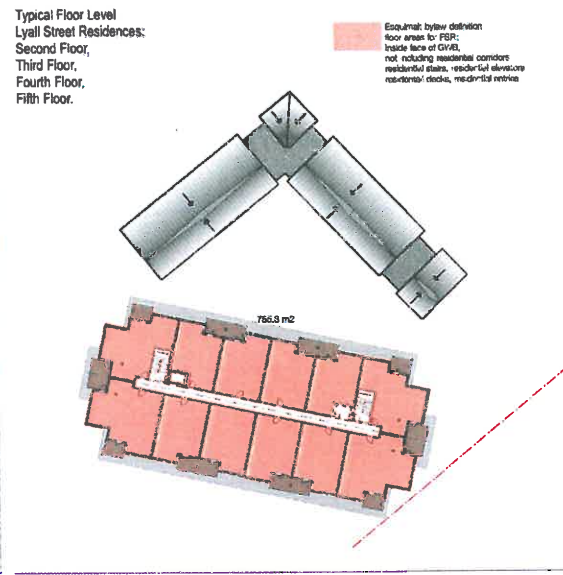 Typical Floor Level
Lyall Street Residences:
Second Floor,
Third Floor,
Fourth Floor,
Fifth Floor.
Esquimalt bylaw definition
floor areas for FSR:
inside face of GWB,
not including residential corridors
residential stairs, residential elevators
residential decks, residential entries
785.3 m2